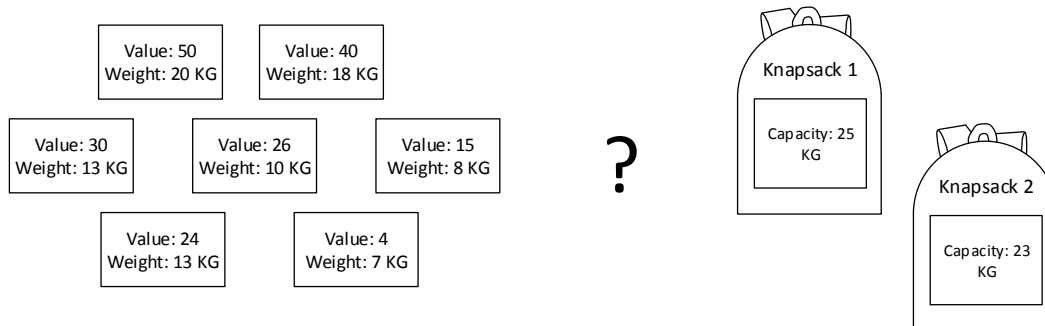 Value: 50
Weight: 20 KG
Value: 40
Weight: 18 KG
Value: 30
Weight: 13 KG
Value: 26
Weight: 10 KG
Value: 15
Weight: 8 KG
Value: 24
Weight: 13 KG
Value: 4
Weight: 7 KG
?
Knapsack 1
Capacity: 25
KG
Knapsack 2
Capacity: 23
KG